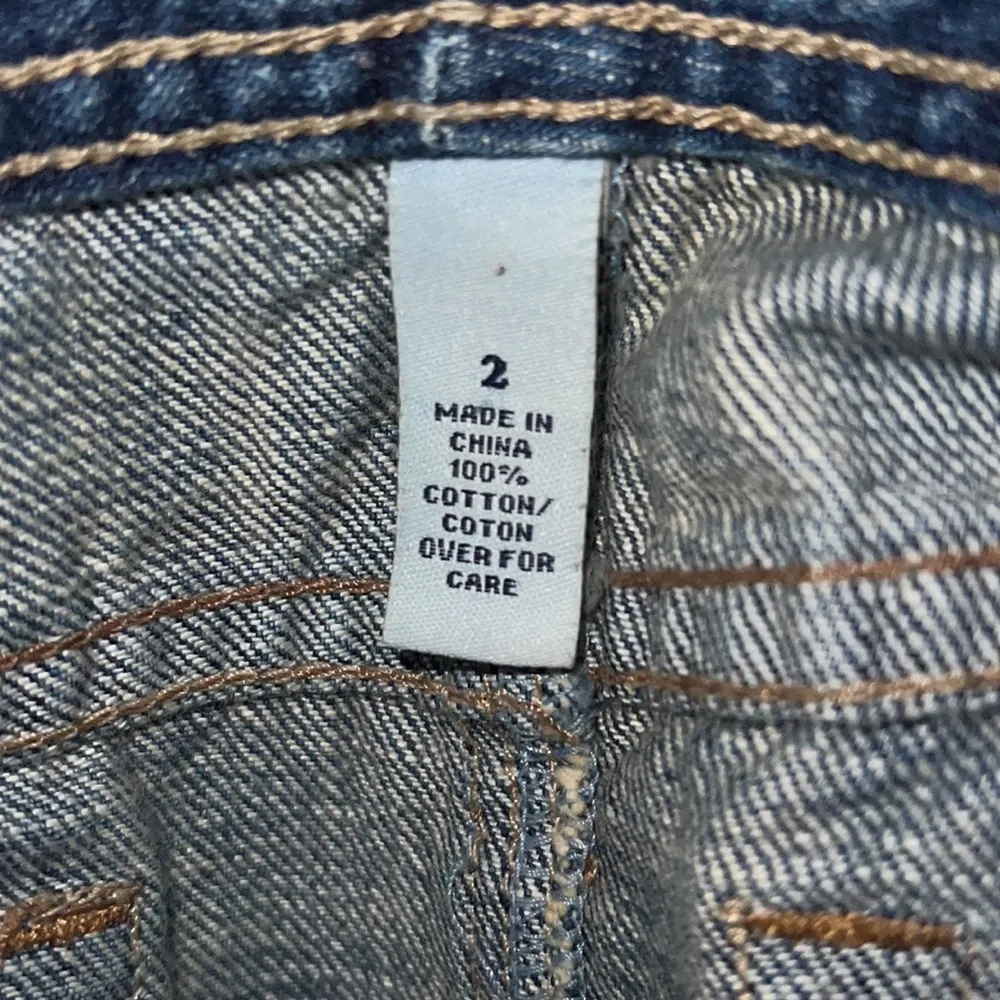 2
MADE IN
CHINA
100%
COTTON/
COTON
OVER FOR
CARE